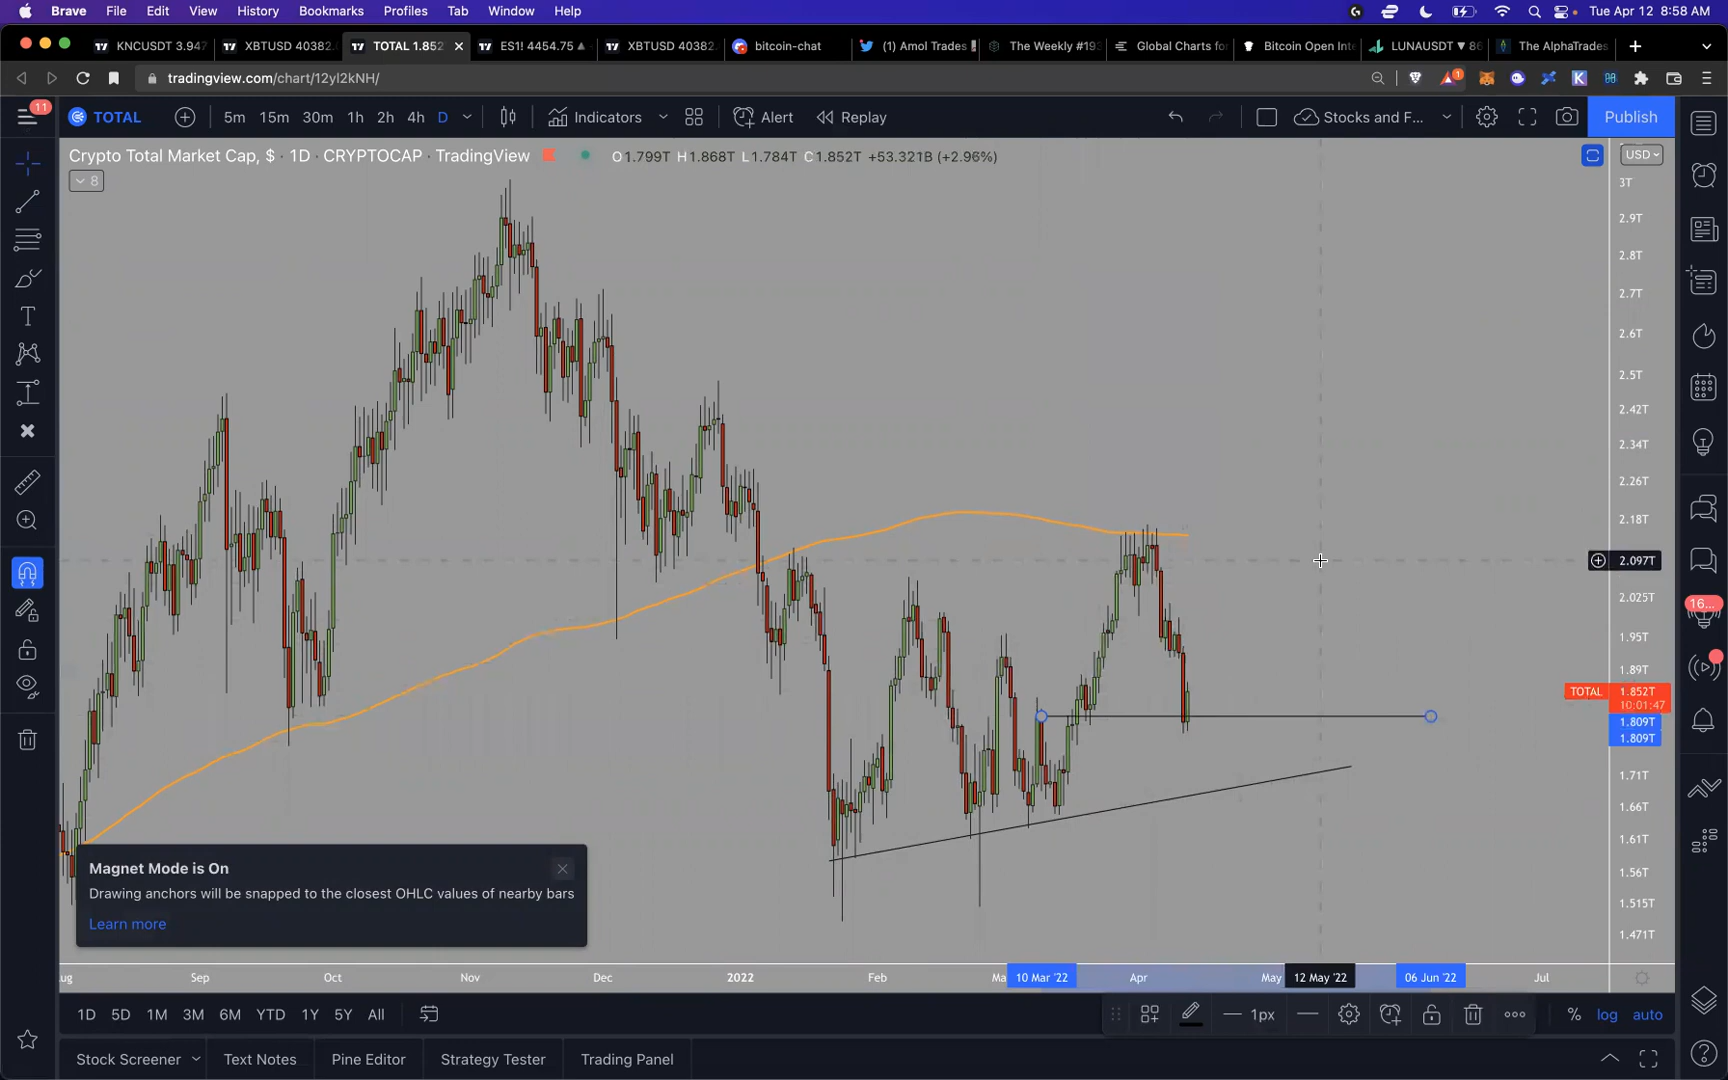 Brave File Edit View History Bookmarks Profiles Tab Window Help Tue Apr 12 8:58 AM
KNCUSDT 3.947 XBTUSD 40382. TOTAL 1.852 ES1! 4454.75 XBTUSD 40382. bitcoin-chat (1) Amol Trades The Weekly #193 Global Charts fo Bitcoin Open Int LUNAUSDT ▼ 86 The AlphaTrades
tradingview.com/chart/12yl2kNH/ 1
11 TOTAL 5m 15m 30m 1h 2h 4h D Indicators Alert Replay Stocks and F... Publish
Crypto Total Market Cap, $ · 1D · CRYPTOCAP · TradingView O1.799T H1.868T L1.784T C1.852T +53.321B (+2.96%) USD
8
3T
2.9T
2.8T
2.7T
2.6T
2.5T
2.42T
2.34T
2.26T
2.18T
2.097T
2.025T
16...
1.95T
1.89T
TOTAL 1.852T
10:01:47
1.809T
1.809T
1.71T
1.66T
1.61T
1.56T
1.515T
1.471T
Magnet Mode is On
Drawing anchors will be snapped to the closest OHLC values of nearby bars
Learn more
ug Sep Oct Nov Dec 2022 Feb Ma 10 Mar '22 Apr May 12 May '22 06 Jun '22 Jul
1D 5D 1M 3M 6M YTD 1Y 5Y All 1px % log auto
Stock Screener Text Notes Pine Editor Strategy Tester Trading Panel